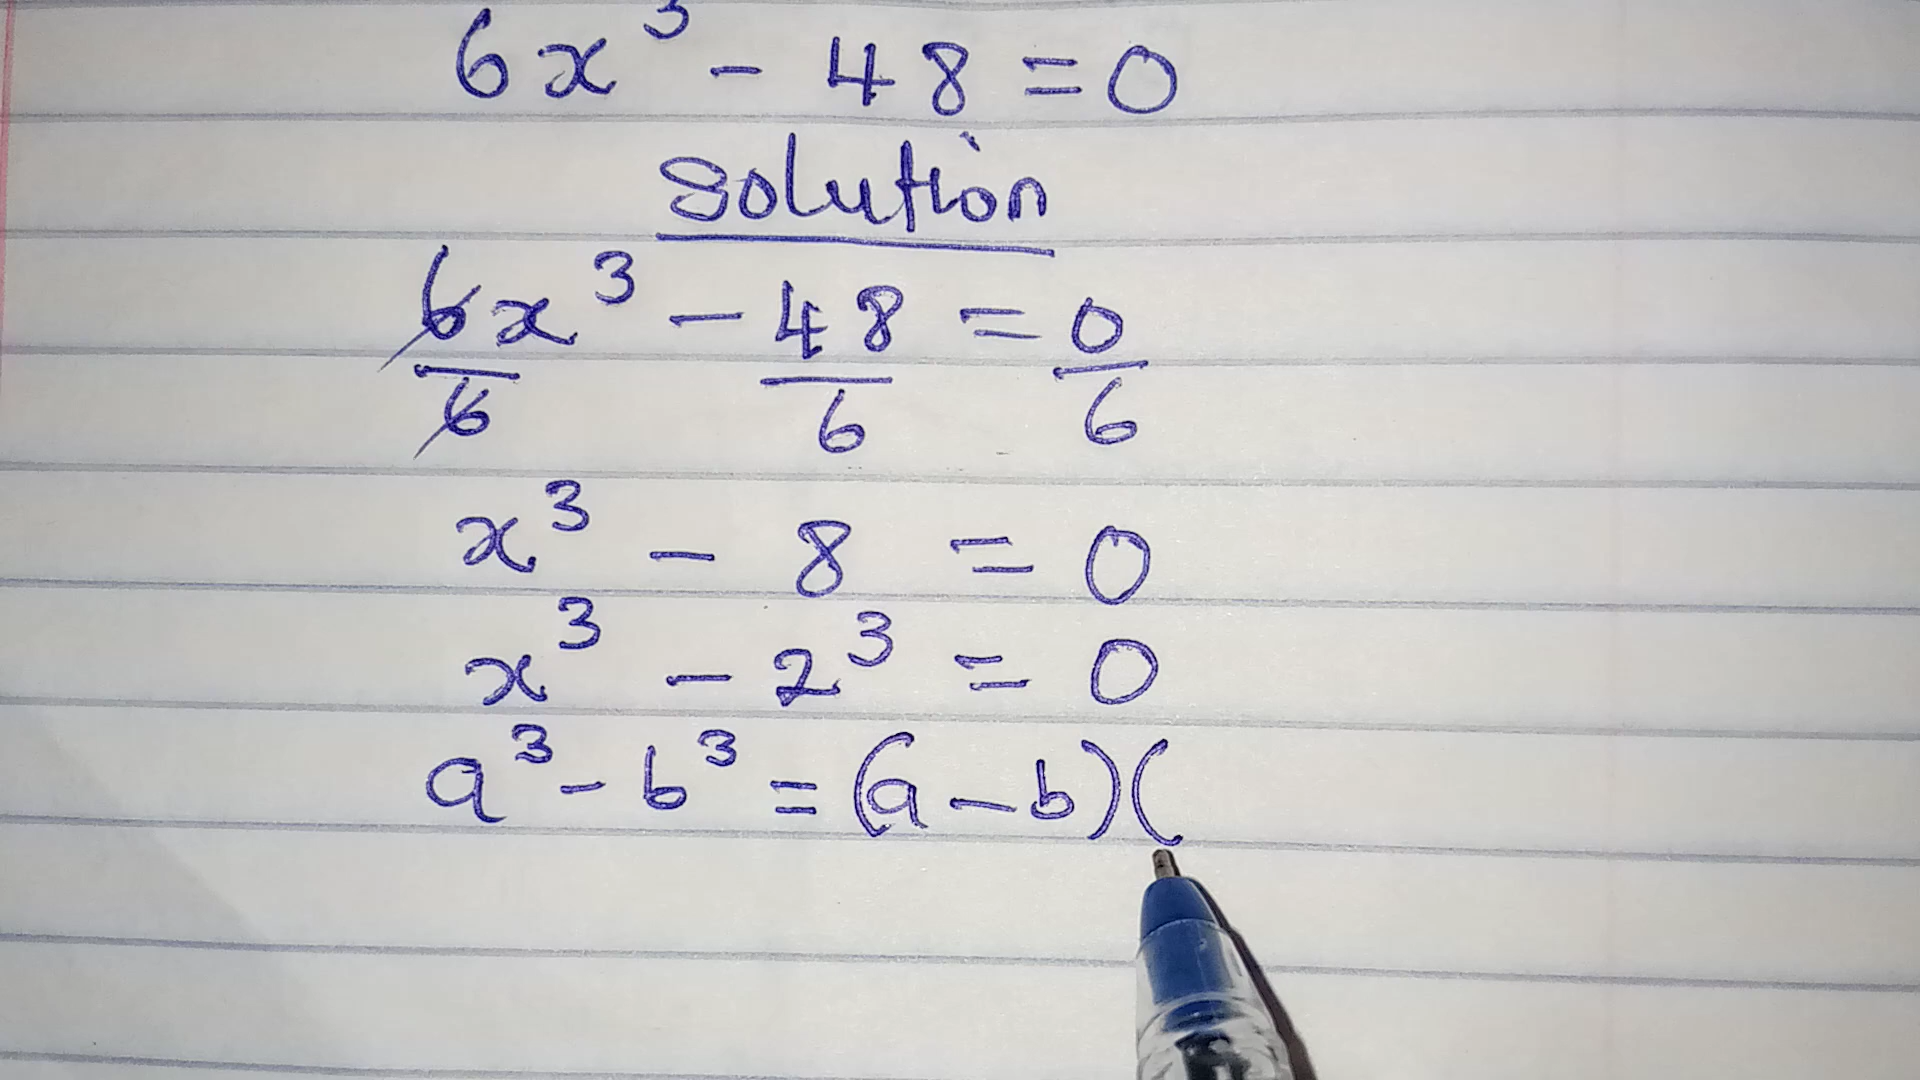 6x³ - 48 = 0
Solution
6x³/6 - 48/6 = 0/6
x³ - 8 = 0
x³ - 2³ = 0
a³ - b³ = (a - b)(